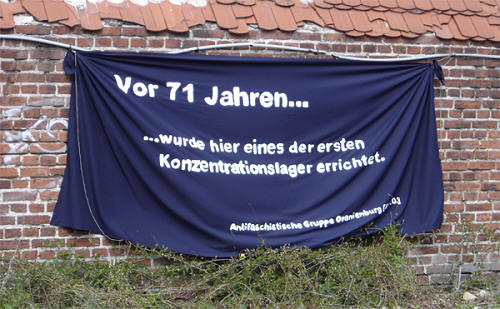 Vor 71 Jahren...
...wurde hier eines der ersten
Konzentrationslager errichtet.
Antifaschistische Gruppe Oranienburg